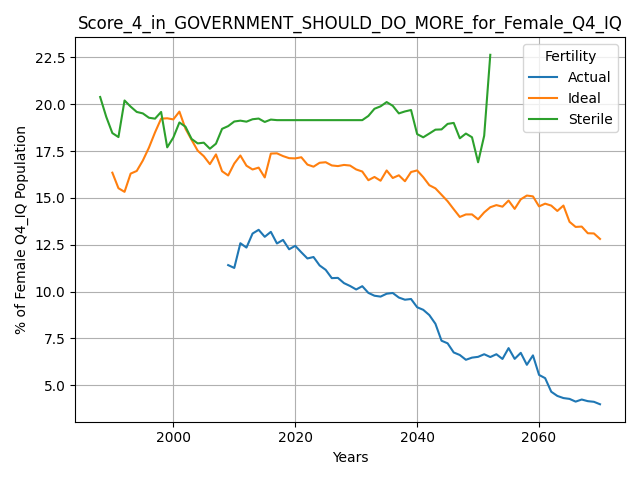 Score_4_in_GOVERNMENT_SHOULD_DO_MORE_for_Female_Q4_IQ
Fertility
Actual
Ideal
Sterile
% of Female Q4_IQ Population
22.5
20.0
17.5
15.0
12.5
10.0
7.5
5.0
2000 2020 2040 2060
Years